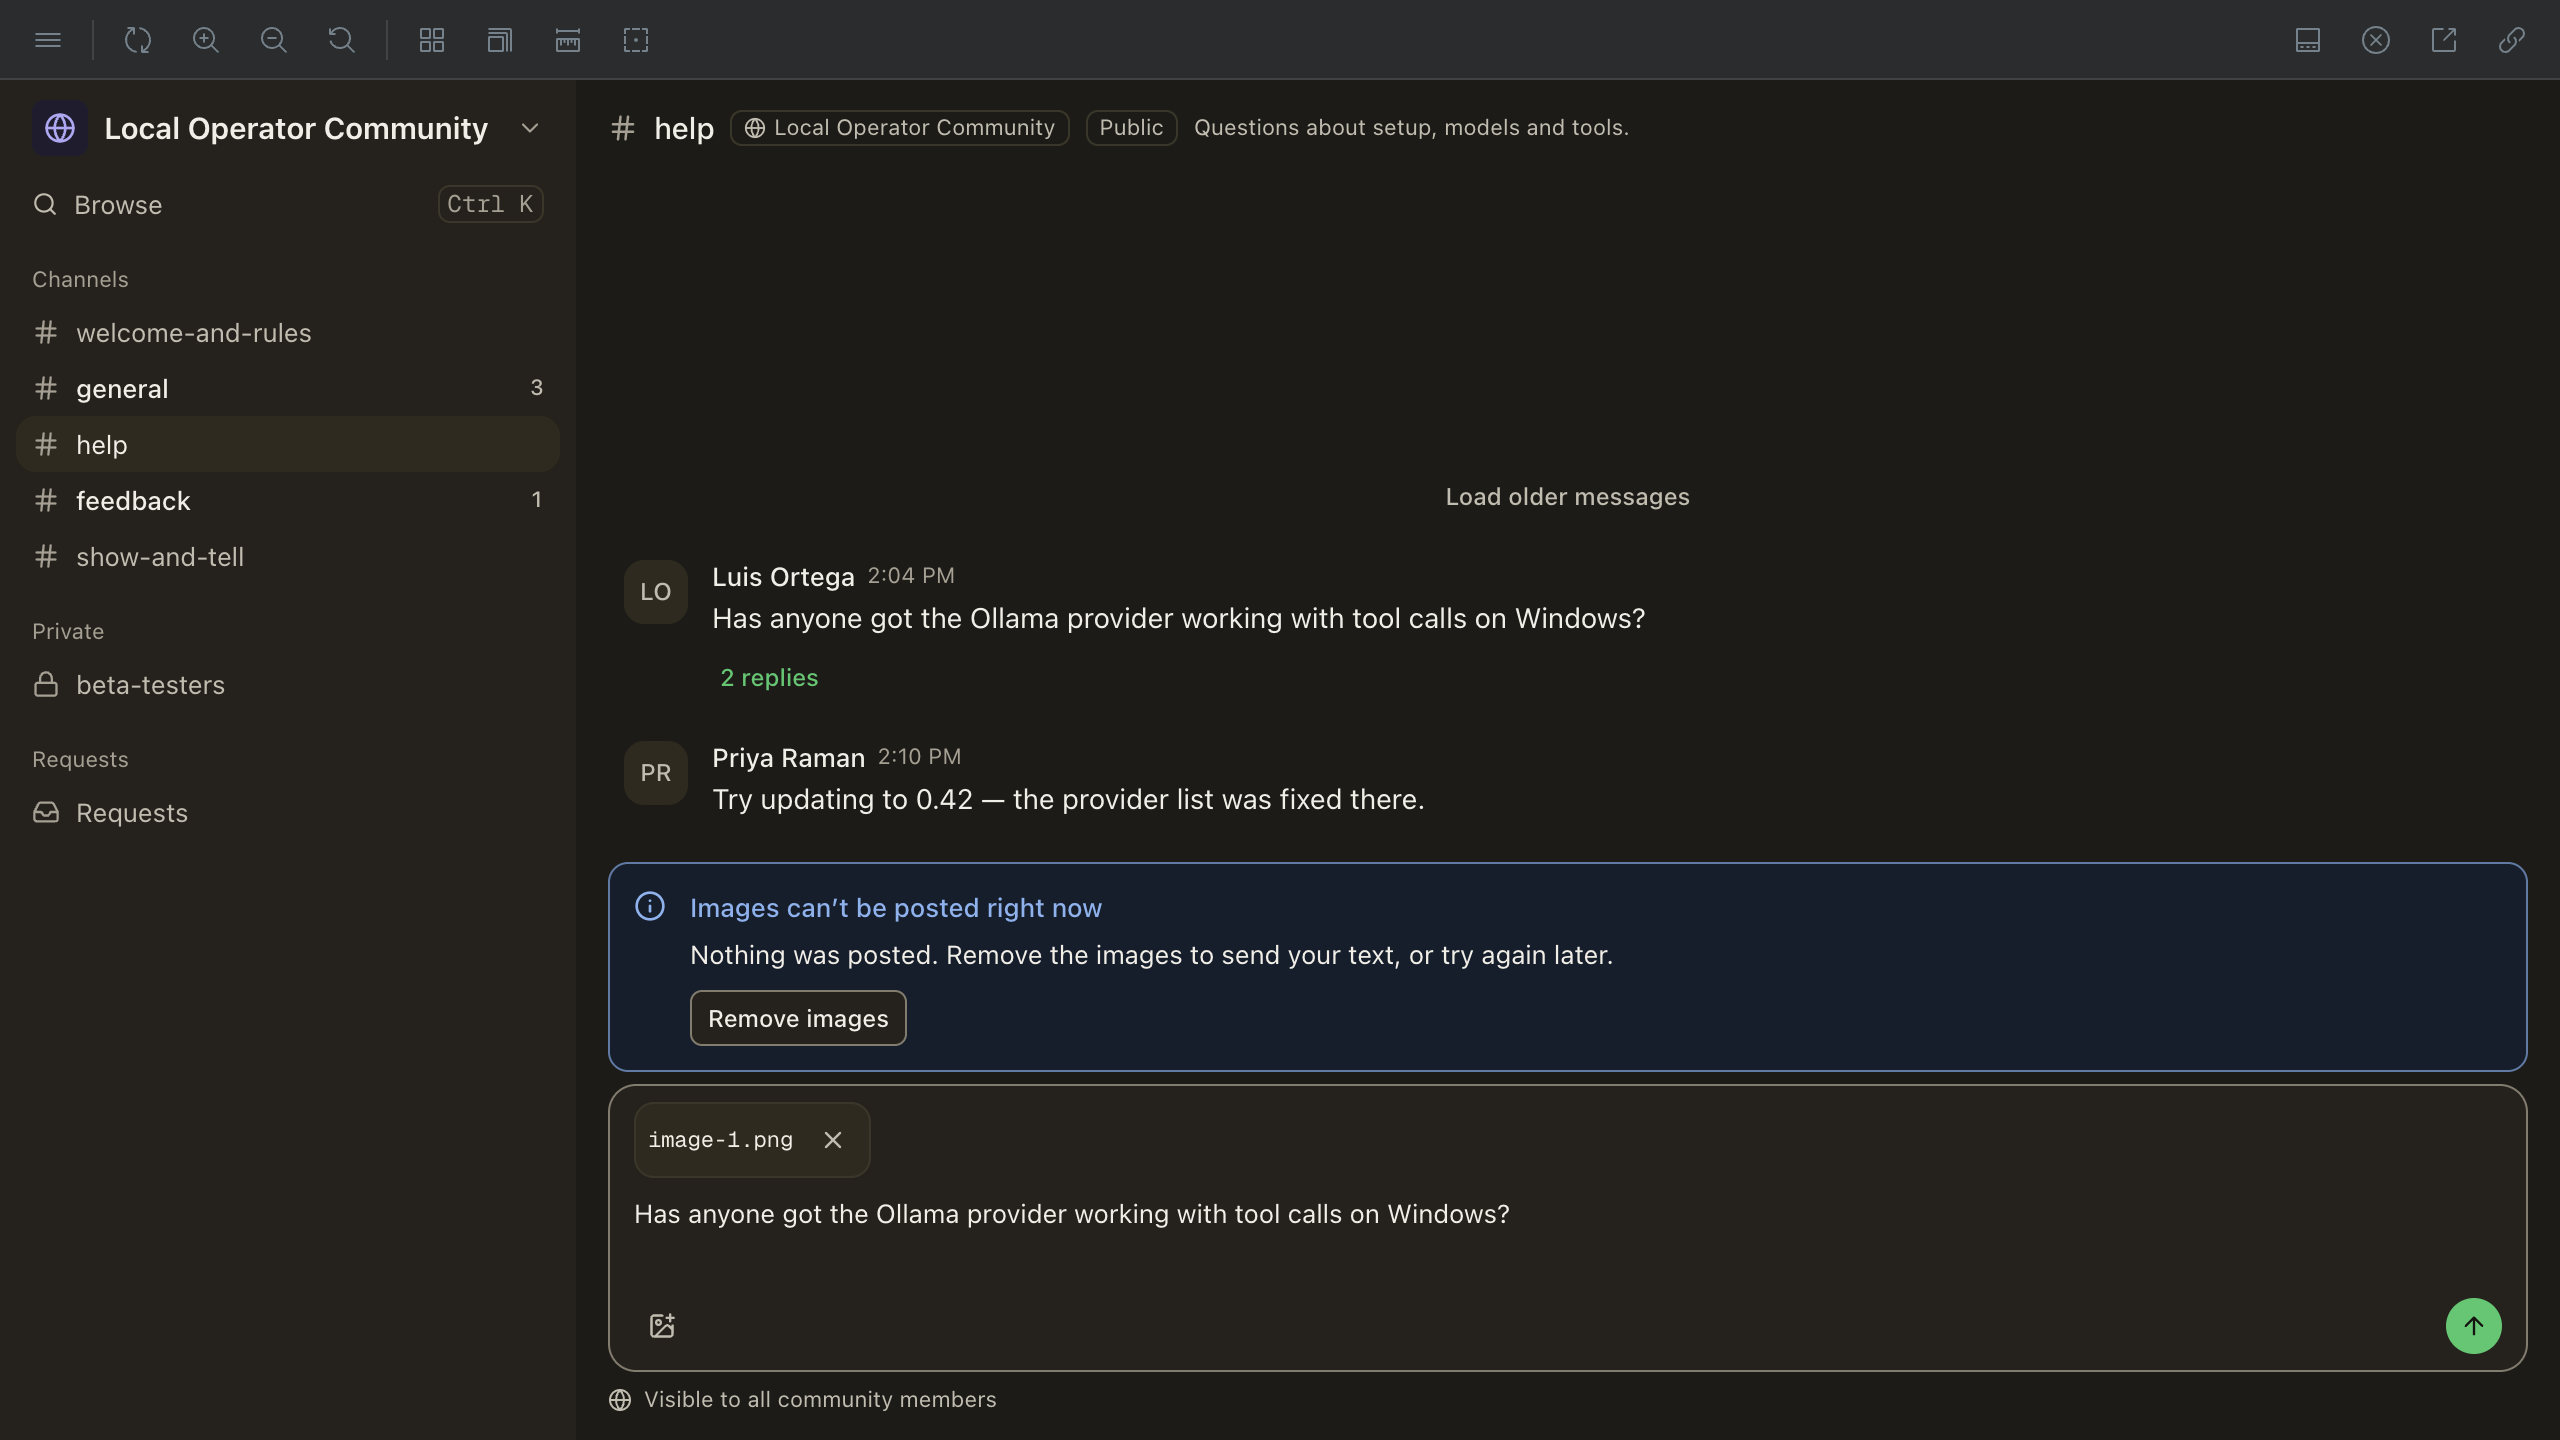 Local Operator Community
Browse
Ctrl K
Channels
welcome-and-rules
general
3
help
feedback
1
show-and-tell
Private
beta-testers
Requests
Requests
help
Local Operator Community
Public
Questions about setup, models and tools.
Load older messages
LO
Luis Ortega 2:04 PM
Has anyone got the Ollama provider working with tool calls on Windows?
2 replies
PR
Priya Raman 2:10 PM
Try updating to 0.42 — the provider list was fixed there.
Images can’t be posted right now
Nothing was posted. Remove the images to send your text, or try again later.
Remove images
image-1.png
Has anyone got the Ollama provider working with tool calls on Windows?
Visible to all community members